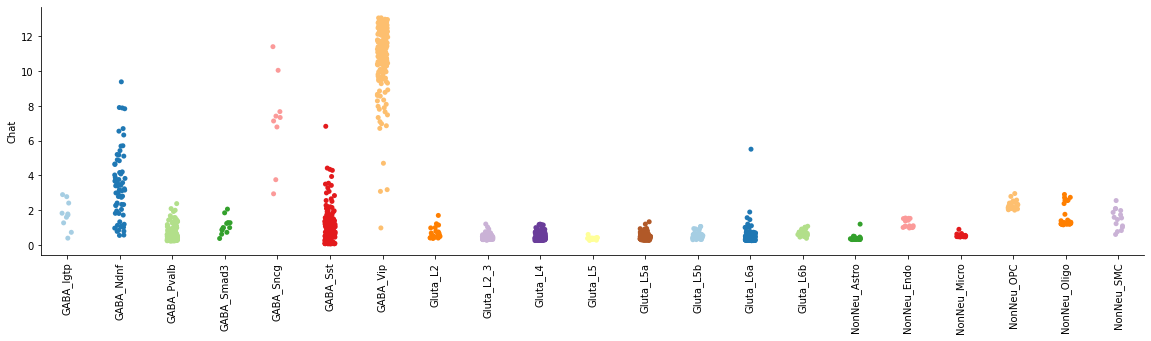 12
10
8
6
4
2
0
Chat
GABA_Igtp
GABA_Ndnf
GABA_Pvalb
GABA_Smad3
GABA_Sncg
GABA_Sst
GABA_Vip
Gluta_L2
Gluta_L2_3
Gluta_L4
Gluta_L5
Gluta_L5a
Gluta_L5b
Gluta_L6a
Gluta_L6b
NonNeu_Astro
NonNeu_Endo
NonNeu_Micro
NonNeu_OPC
NonNeu_Oligo
NonNeu_SMC